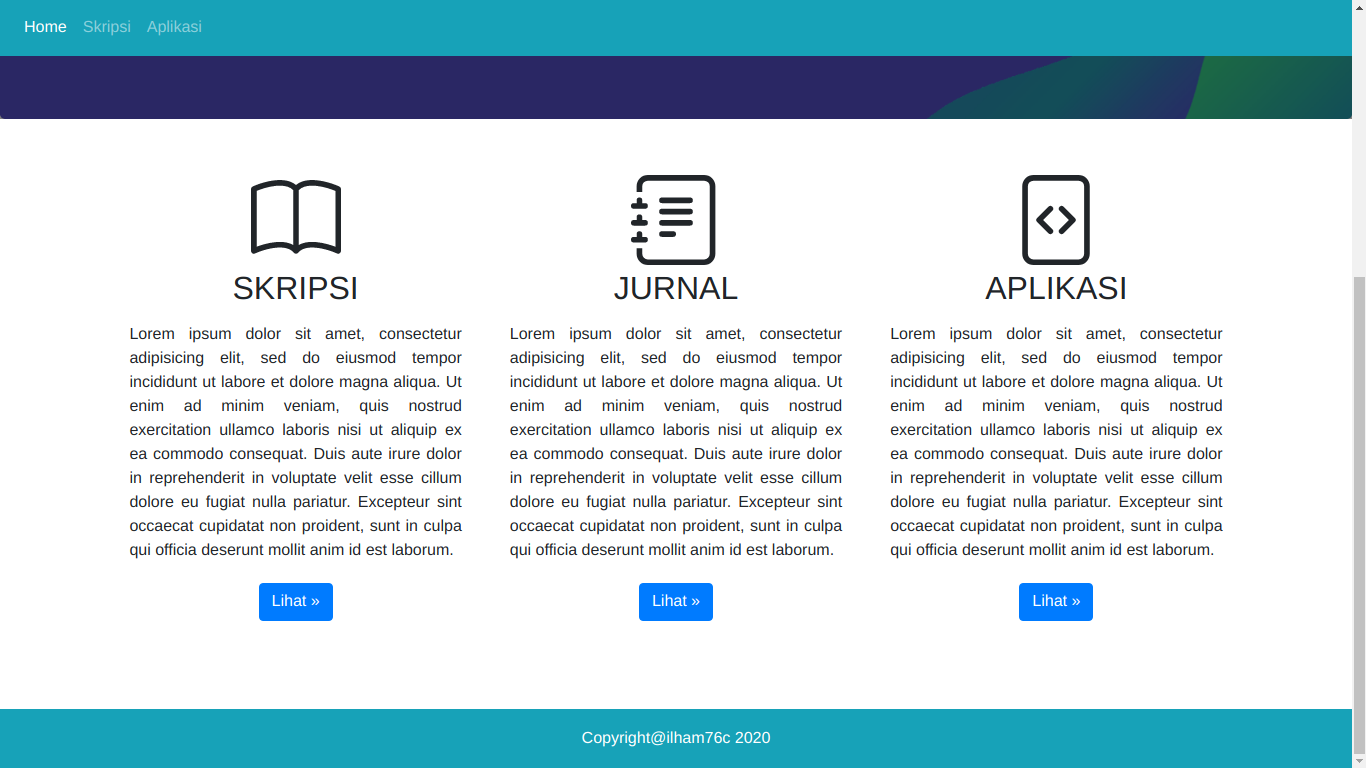 Home Skripsi Aplikasi
SKRIPSI
Lorem ipsum dolor sit amet, consectetur
adipisicing elit, sed do eiusmod tempor
incididunt ut labore et dolore magna aliqua. Ut
enim ad minim veniam, quis nostrud
exercitation ullamco laboris nisi ut aliquip ex
ea commodo consequat. Duis aute irure dolor
in reprehenderit in voluptate velit esse cillum
dolore eu fugiat nulla pariatur. Excepteur sint
occaecat cupidatat non proident, sunt in culpa
qui officia deserunt mollit anim id est laborum.
Lihat »
JURNAL
Lorem ipsum dolor sit amet, consectetur
adipisicing elit, sed do eiusmod tempor
incididunt ut labore et dolore magna aliqua. Ut
enim ad minim veniam, quis nostrud
exercitation ullamco laboris nisi ut aliquip ex
ea commodo consequat. Duis aute irure dolor
in reprehenderit in voluptate velit esse cillum
dolore eu fugiat nulla pariatur. Excepteur sint
occaecat cupidatat non proident, sunt in culpa
qui officia deserunt mollit anim id est laborum.
Lihat »
APLIKASI
Lorem ipsum dolor sit amet, consectetur
adipisicing elit, sed do eiusmod tempor
incididunt ut labore et dolore magna aliqua. Ut
enim ad minim veniam, quis nostrud
exercitation ullamco laboris nisi ut aliquip ex
ea commodo consequat. Duis aute irure dolor
in reprehenderit in voluptate velit esse cillum
dolore eu fugiat nulla pariatur. Excepteur sint
occaecat cupidatat non proident, sunt in culpa
qui officia deserunt mollit anim id est laborum.
Lihat »
Copyright@ilham76c 2020